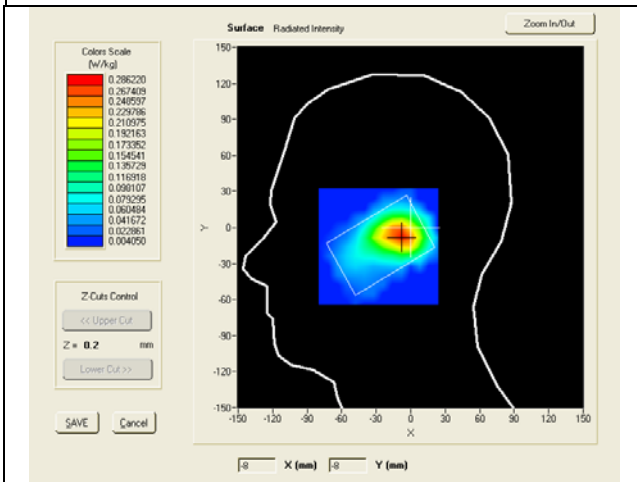 Surface Radiated Intensity
Zoom In/Out
Colors Scale
(W/kg)
0.286220
0.267409
0.248597
0.229786
0.210975
0.192163
0.173352
0.154541
0.135729
0.116918
0.098107
0.079295
0.060484
0.041672
0.022861
0.004050
Z-Cuts Control
<< Upper Cut
Z = 0.2 mm
Lower Cut >>
SAVE Cancel
150-
120-
90-
60-
30-
0-
-30-
-60-
-90-
-120-
-150-
Y
-150 -120 -90 -60 -30 0 30 60 90 120 150
X
-8 X (mm) -8 Y (mm)